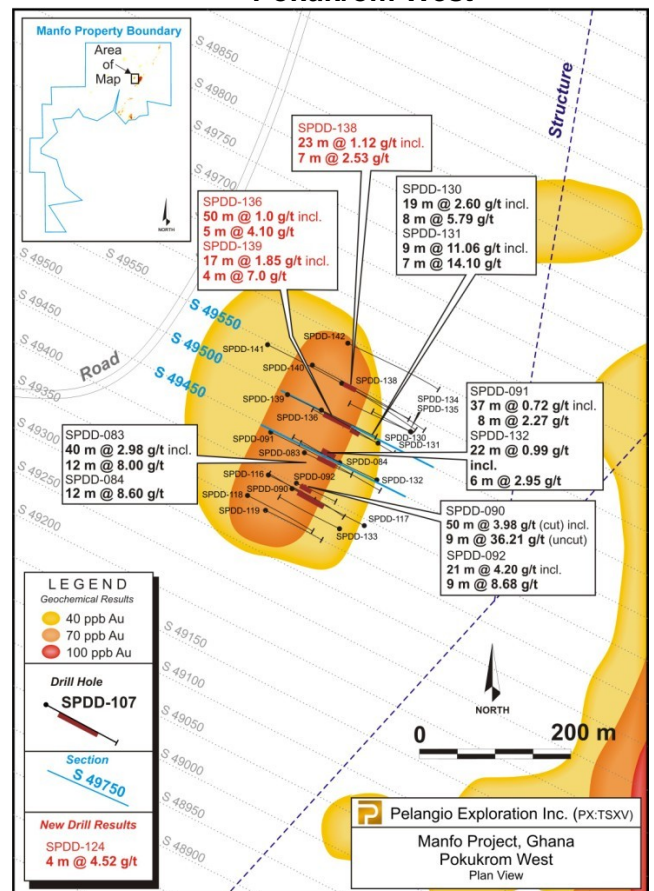 Pokukrom West
Manfo Property Boundary
Area
of
Map
NORTH
S 49850
S 49800
S 49750
S 49700
Structure
SPDD-138
23 m @ 1.12 g/t incl.
7 m @ 2.53 g/t
SPDD-136
50 m @ 1.0 g/t incl.
5 m @ 4.10 g/t
SPDD-139
17 m @ 1.85 g/t incl.
4 m @ 7.0 g/t
SPDD-130
19 m @ 2.60 g/t incl.
8 m @ 5.79 g/t
SPDD-131
9 m @ 11.06 g/t incl.
7 m @ 14.10 g/t
S 49550
S 49500
S 49450
S 49400
S 49350
S 49300
S 49250
S 49200
S 49550
S 49500
S 49450
Road
SPDD-142
SPDD-141
SPDD-140
SPDD-138
SPDD-134
SPDD-135
SPDD-139
SPDD-136
SPDD-130
SPDD-131
SPDD-091
SPDD-083
SPDD-084
SPDD-116
SPDD-092
SPDD-132
SPDD-118
SPDD-090
SPDD-119
SPDD-117
SPDD-133
SPDD-083
40 m @ 2.98 g/t incl.
12 m @ 8.00 g/t
SPDD-084
12 m @ 8.60 g/t
SPDD-091
37 m @ 0.72 g/t incl.
8 m @ 2.27 g/t
SPDD-132
22 m @ 0.99 g/t
incl.
6 m @ 2.95 g/t
SPDD-090
50 m @ 3.98 g/t (cut) incl.
9 m @ 36.21 g/t (uncut)
SPDD-092
21 m @ 4.20 g/t incl.
9 m @ 8.68 g/t
S 49150
S 49100
S 49050
S 49000
S 48950
S 48900
LEGEND
Geochemical Results
40 ppb Au
70 ppb Au
100 ppb Au
Drill Hole
SPDD-107
Section
S 49750
New Drill Results
SPDD-124
4 m @ 4.52 g/t
NORTH
0 200 m
Pelangio Exploration Inc. (PX:TSXV)
Manfo Project, Ghana
Pokukrom West
Plan View